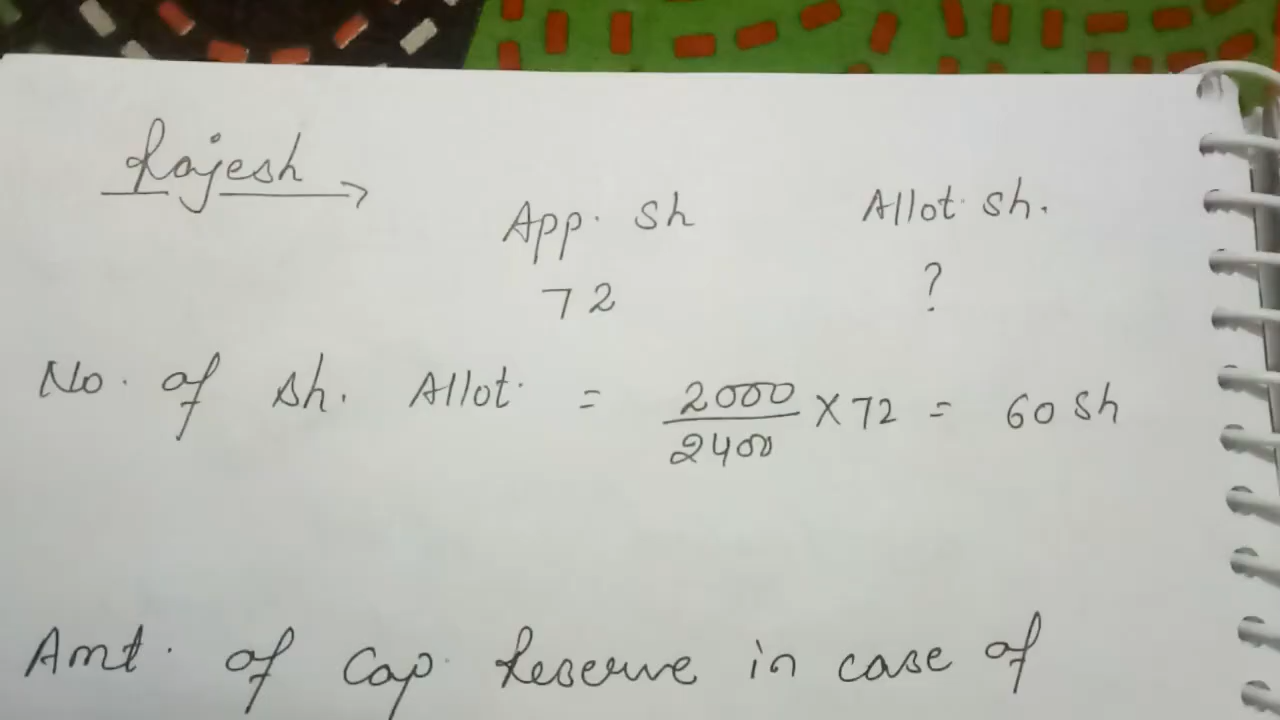 Rajesh →
App. Sh Allot. sh.
72 ?
No. of sh. Allot. = 2000/2400 X 72 = 60 Sh
Amt. of Cap. Reserve in case of